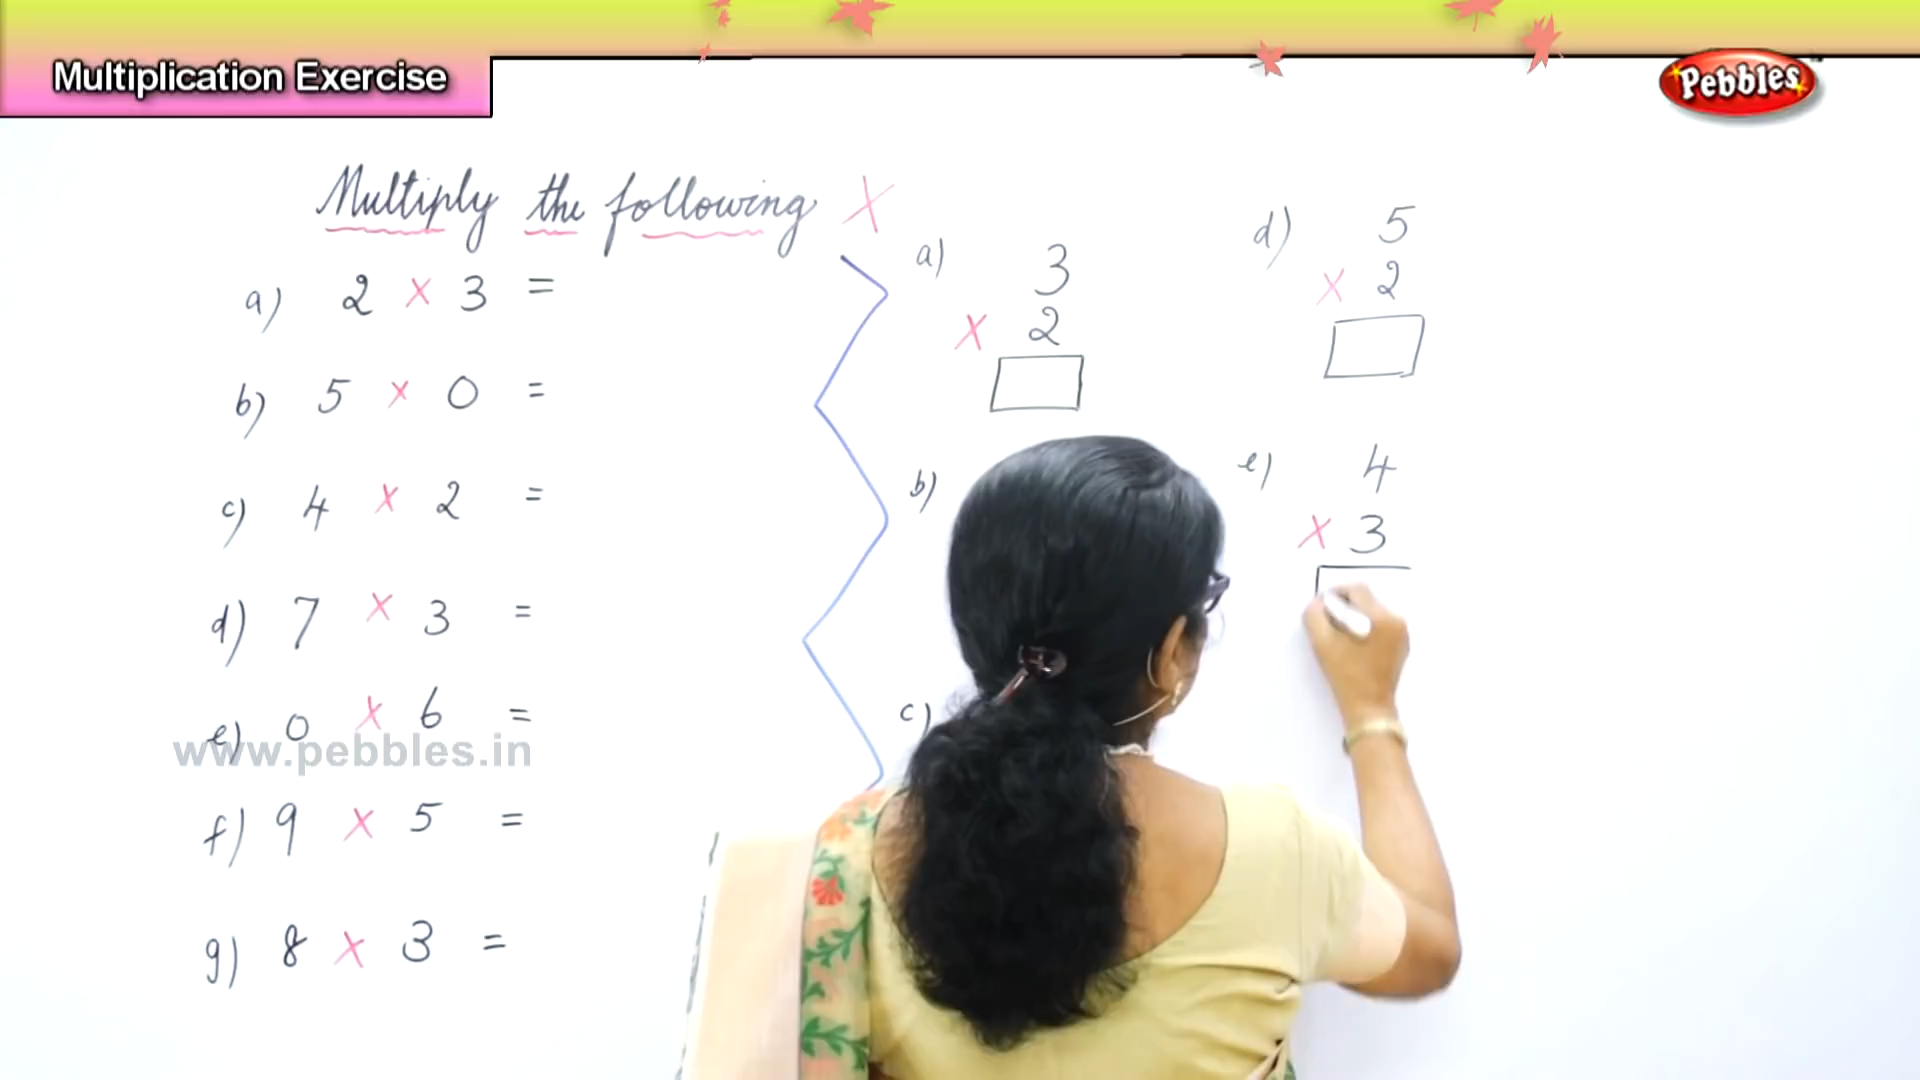 Multiplication Exercise
Pebbles
Multiply the following X
a) 2 x 3 =
b) 5 x 0 =
c) 4 x 2 =
d) 7 x 3 =
e) 0 x 6 =
www.pebbles.in
f) 9 x 5 =
g) 8 x 3 =
a) 3
x 2
b)
c)
d) 5
x 2
e) 4
x 3